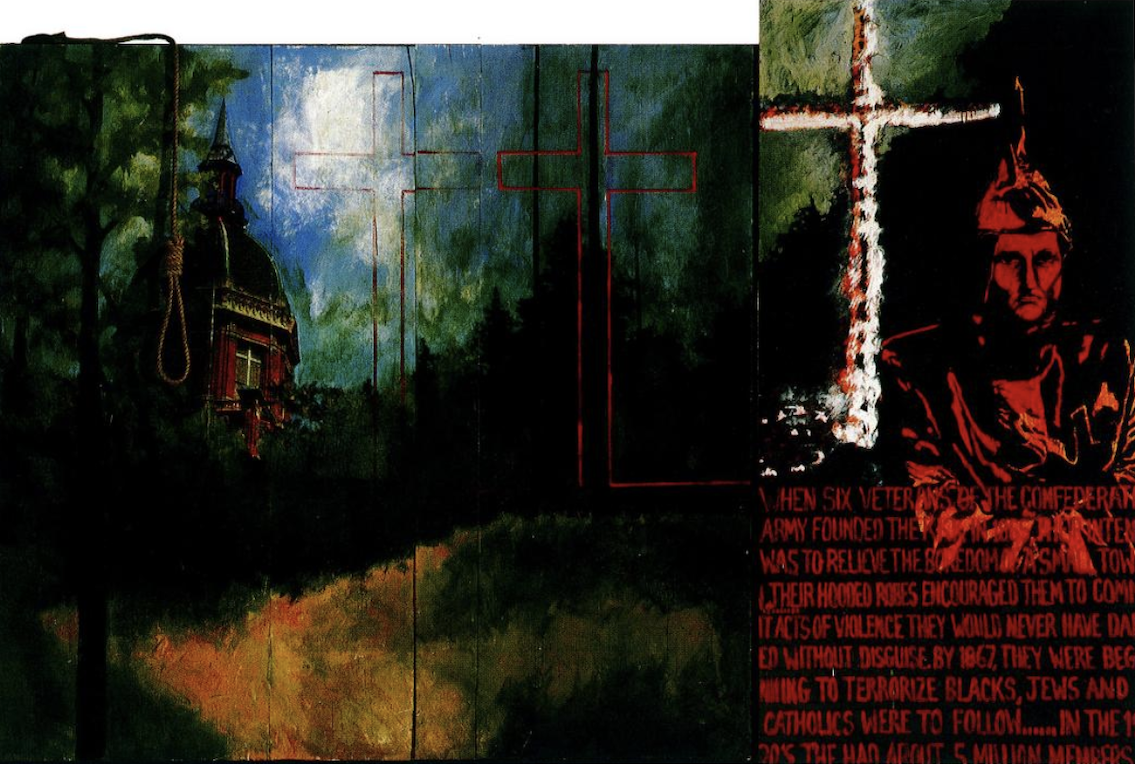 WHEN SIX VETERANS OF THE CONFEDERAT
ARMY FOUNDED THE IN
WAS TO RELIEVE THE BOREDOM OF A SMALL TOW
THEIR HOODED ROBES ENCOURAGED THEM TO COM
IT ACTS OF VIOLENCE THEY WOULD NEVER HAVE DA
ED WITHOUT DISGUISE. BY 1867, THEY WERE BEG
NNING TO TERRORIZE BLACKS, JEWS AND
CATHOLICS WERE TO FOLLOW...... IN THE 1
20'S THE HAD ABOUT 5 MILLION MEMBERS